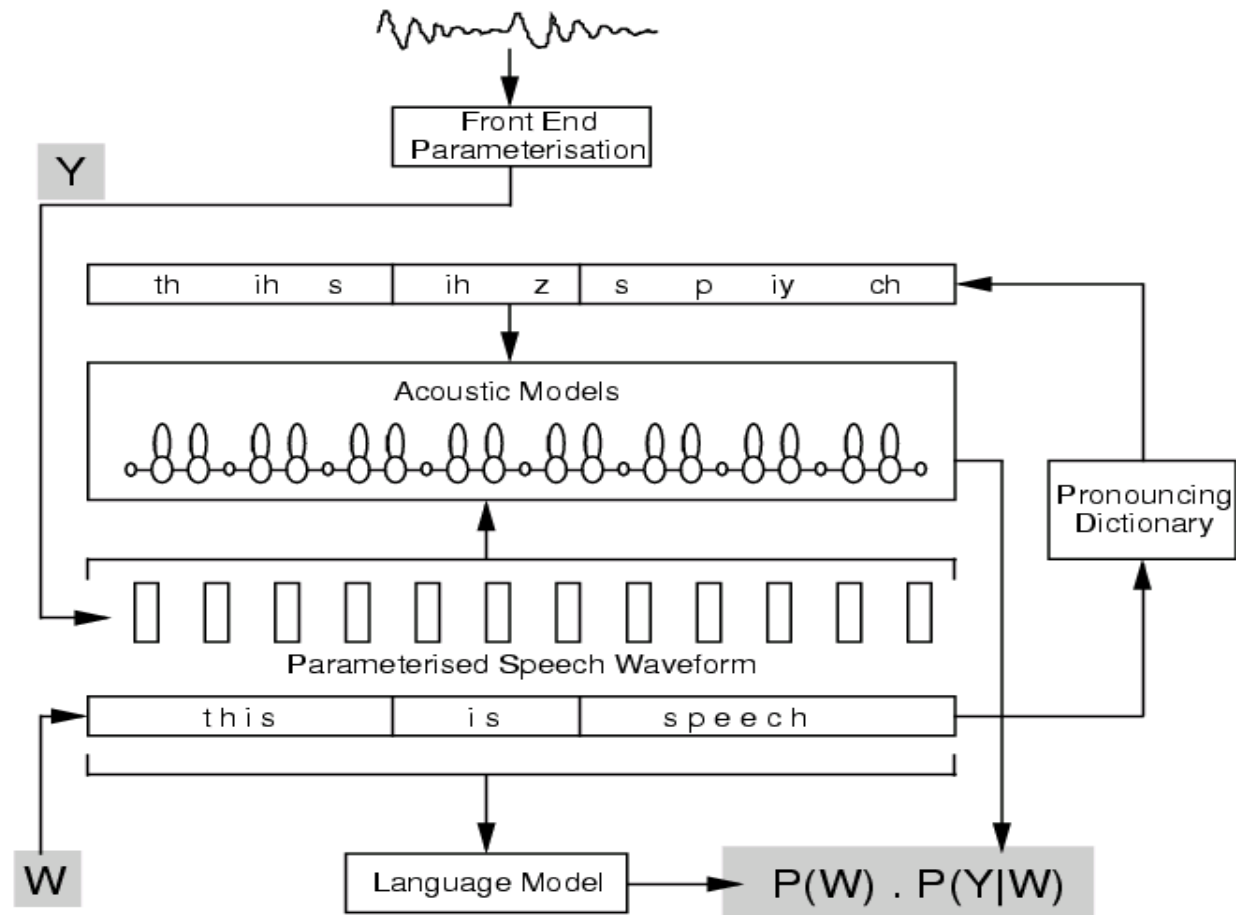 Front End
Parameterisation
Y
th ih s ih z s p iy ch
Acoustic Models
Pronouncing
Dictionary
Parameterised Speech Waveform
this is speech
W
Language Model
P(W) . P(Y|W)